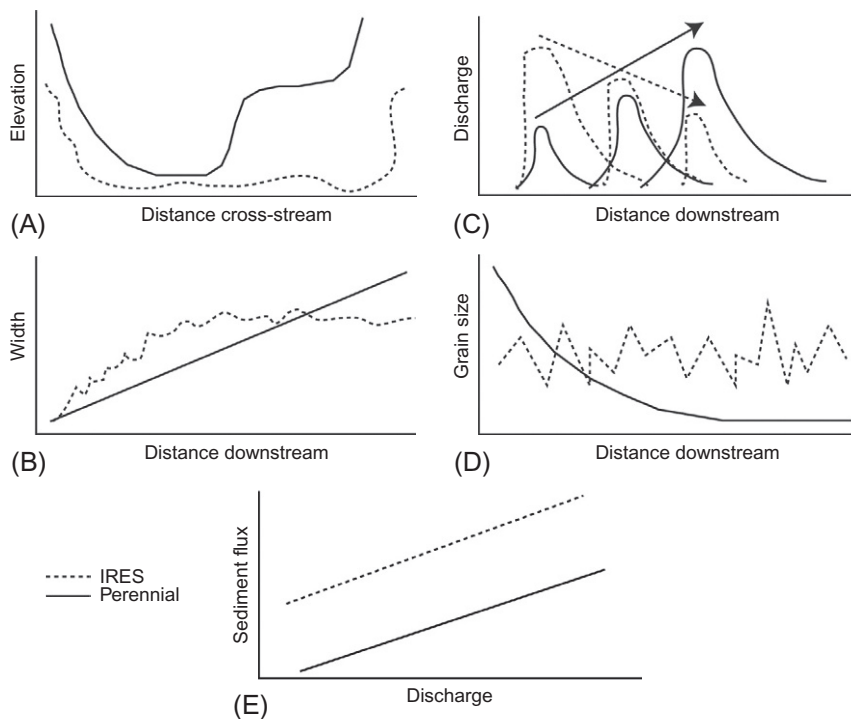 Elevation
Distance cross-stream
(A)
Discharge
Distance downstream
(C)
Width
Distance downstream
(B)
Grain size
Distance downstream
(D)
IRES
Perennial
Sediment flux
Discharge
(E)